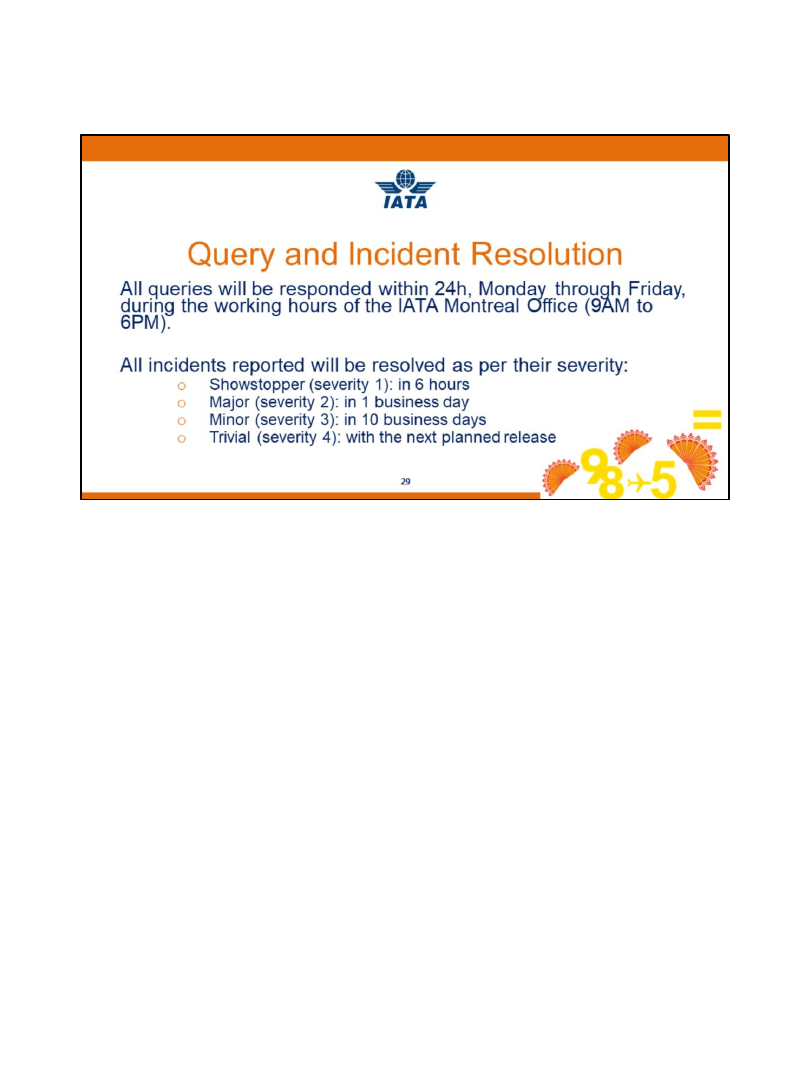 IATA
Query and Incident Resolution
All queries will be responded within 24h, Monday through Friday,
during the working hours of the IATA Montreal Office (9AM to
6PM).
All incidents reported will be resolved as per their severity:
o Showstopper (severity 1): in 6 hours
o Major (severity 2): in 1 business day
o Minor (severity 3): in 10 business days
o Trivial (severity 4): with the next planned release
=
98✈5
29